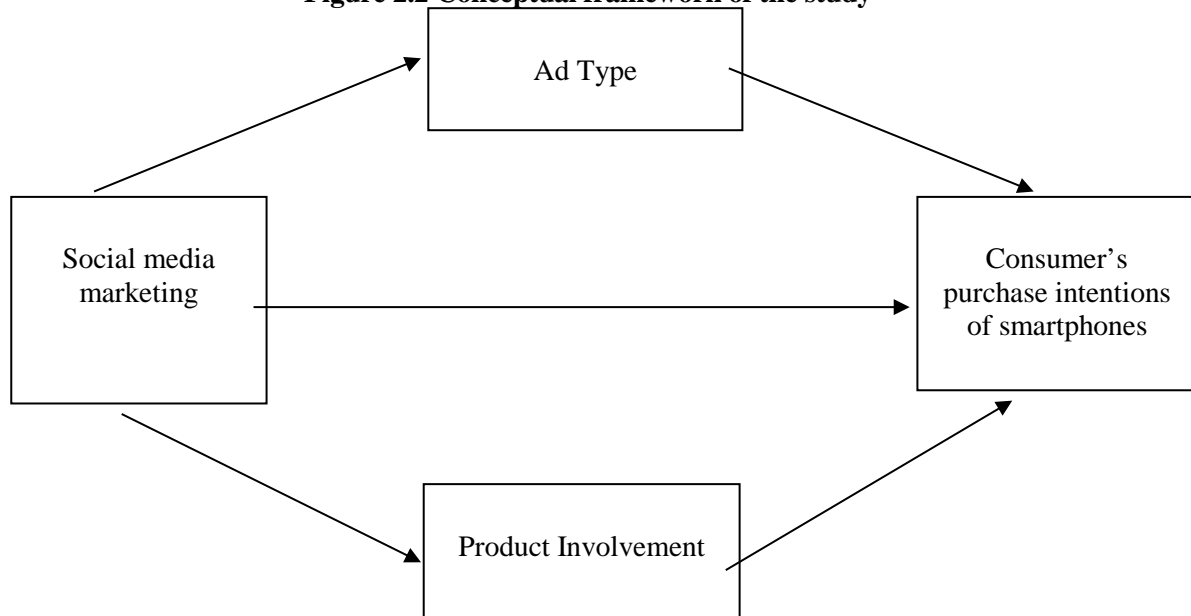 Figure 2.2 Conceptual framework of the study
Ad Type
Social media
marketing
Consumer’s
purchase intentions
of smartphones
Product Involvement